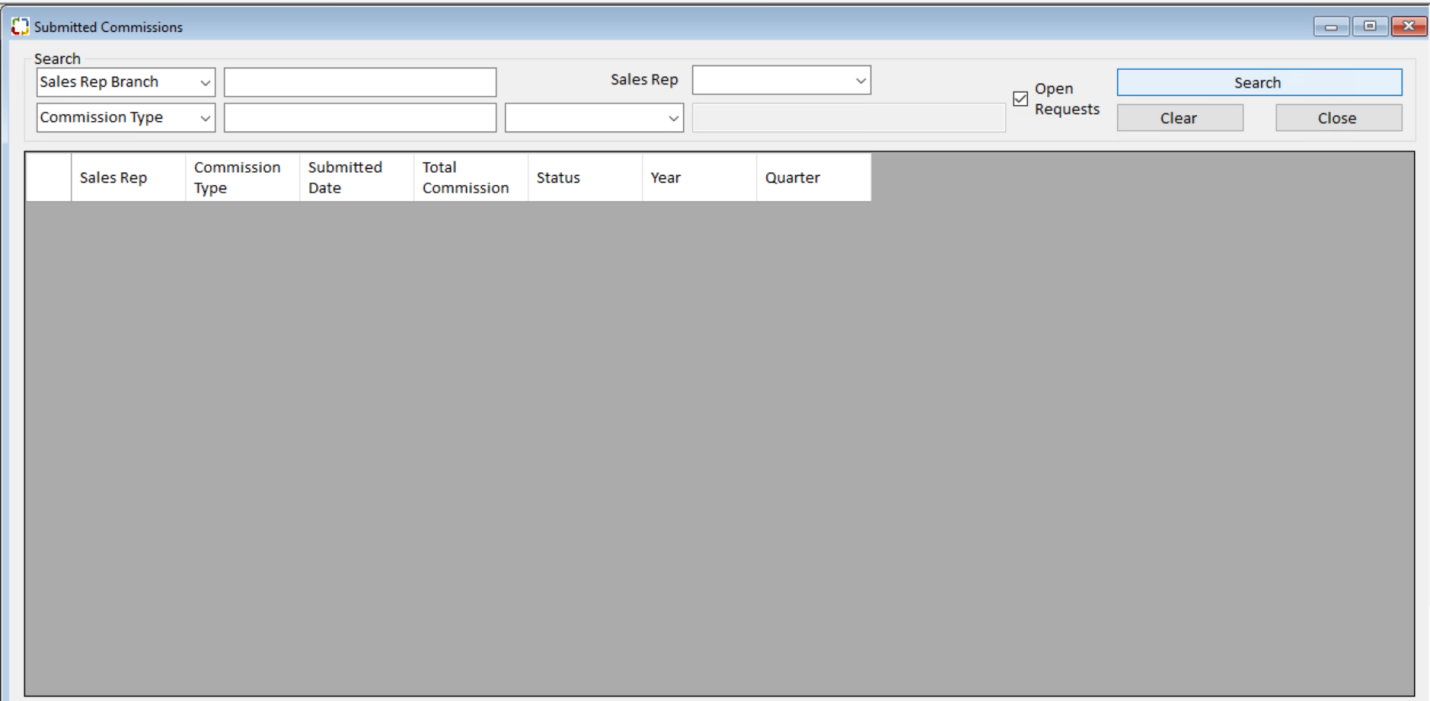 Submitted Commissions
Search
Sales Rep Branch
Sales Rep
Open
Requests
Search
Commission Type
Clear
Close
Sales Rep
Commission
Type
Submitted
Date
Total
Commission
Status
Year
Quarter